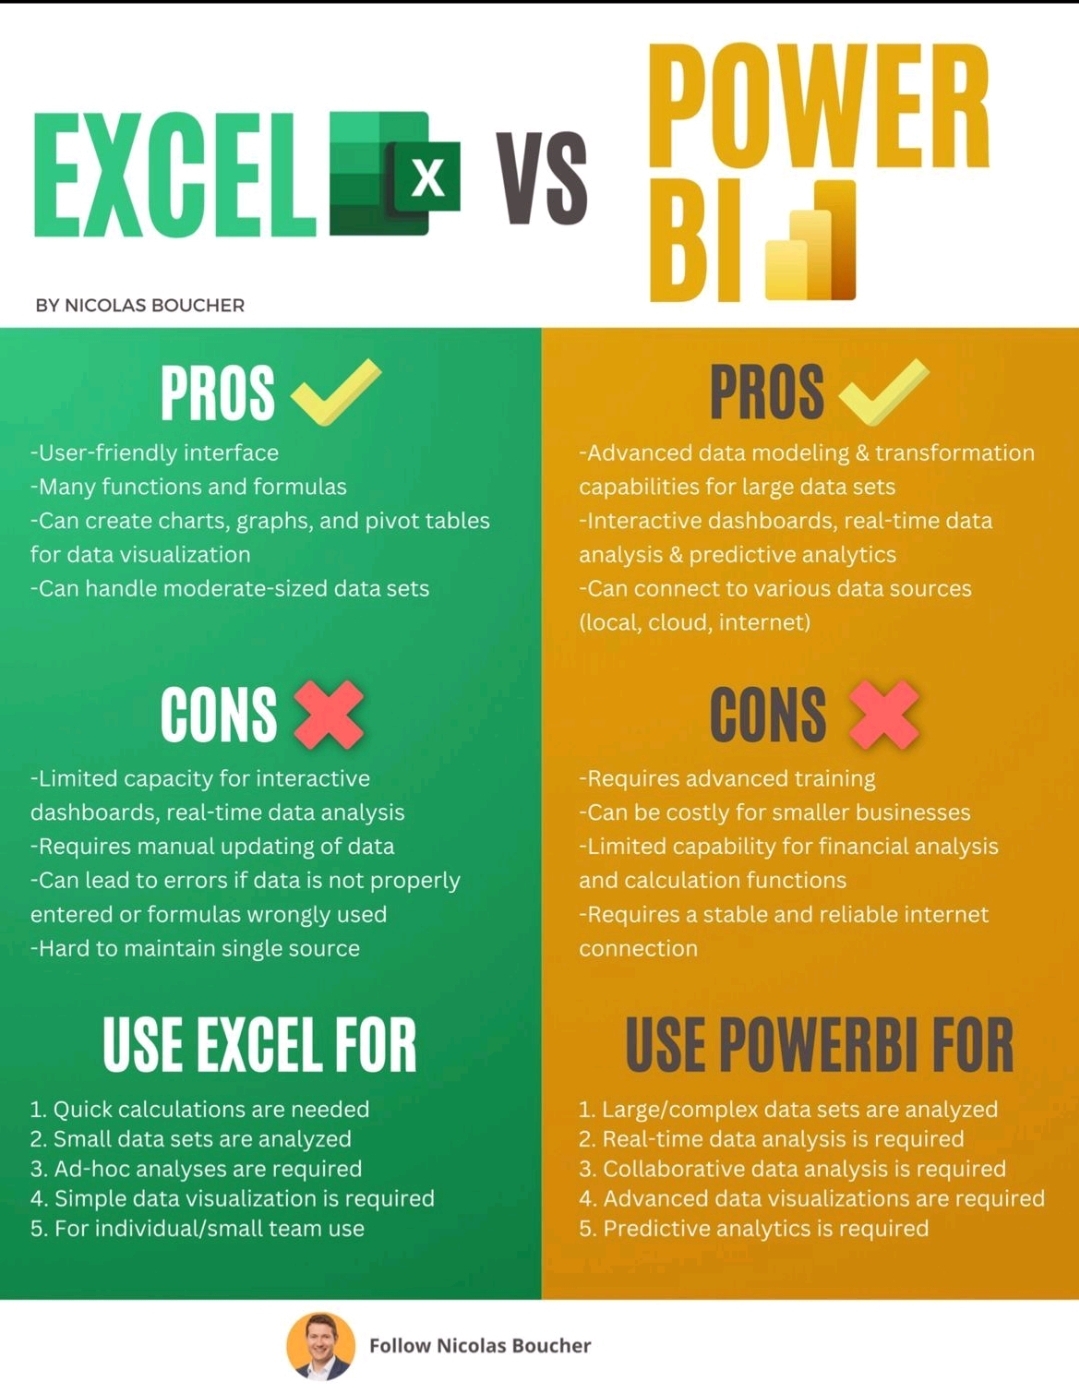 EXCEL
X
VS
POWER
BI
BY NICOLAS BOUCHER
PROS
-User-friendly interface
-Many functions and formulas
-Can create charts, graphs, and pivot tables
for data visualization
-Can handle moderate-sized data sets
CONS
-Limited capacity for interactive
dashboards, real-time data analysis
-Requires manual updating of data
-Can lead to errors if data is not properly
entered or formulas wrongly used
-Hard to maintain single source
USE EXCEL FOR
1. Quick calculations are needed
2. Small data sets are analyzed
3. Ad-hoc analyses are required
4. Simple data visualization is required
5. For individual/small team use
PROS
-Advanced data modeling & transformation
capabilities for large data sets
-Interactive dashboards, real-time data
analysis & predictive analytics
-Can connect to various data sources
(local, cloud, internet)
CONS
-Requires advanced training
-Can be costly for smaller businesses
-Limited capability for financial analysis
and calculation functions
-Requires a stable and reliable internet
connection
USE POWERBI FOR
1. Large/complex data sets are analyzed
2. Real-time data analysis is required
3. Collaborative data analysis is required
4. Advanced data visualizations are required
5. Predictive analytics is required
Follow Nicolas Boucher